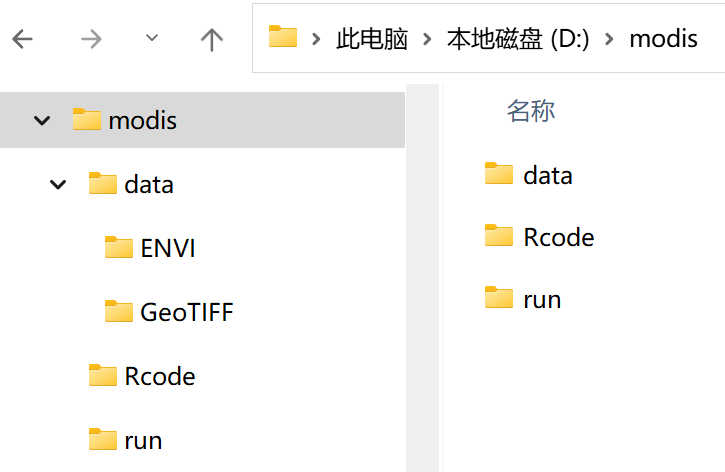 此电脑 本地磁盘 (D:) modis
modis
data
ENVI
GeoTIFF
Rcode
run
名称
data
Rcode
run